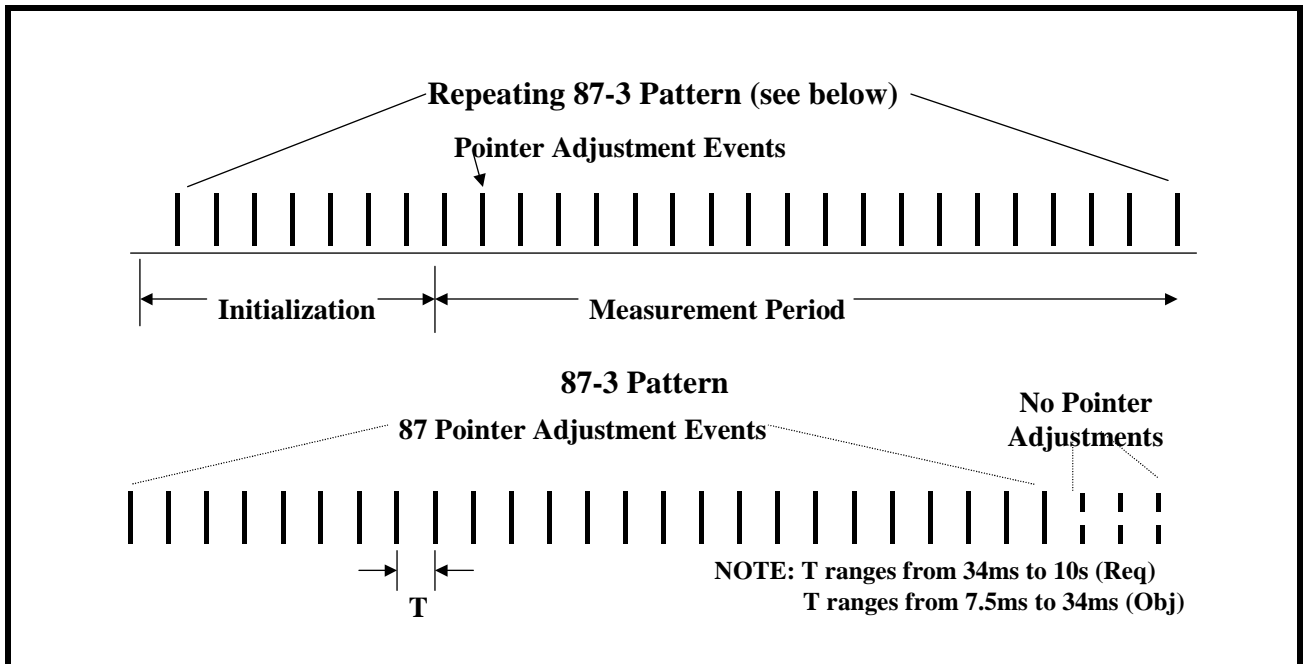 Repeating 87-3 Pattern (see below)
Pointer Adjustment Events
Initialization
Measurement Period
87-3 Pattern
87 Pointer Adjustment Events
No Pointer
Adjustments
T
NOTE: T ranges from 34ms to 10s (Req)
T ranges from 7.5ms to 34ms (Obj)